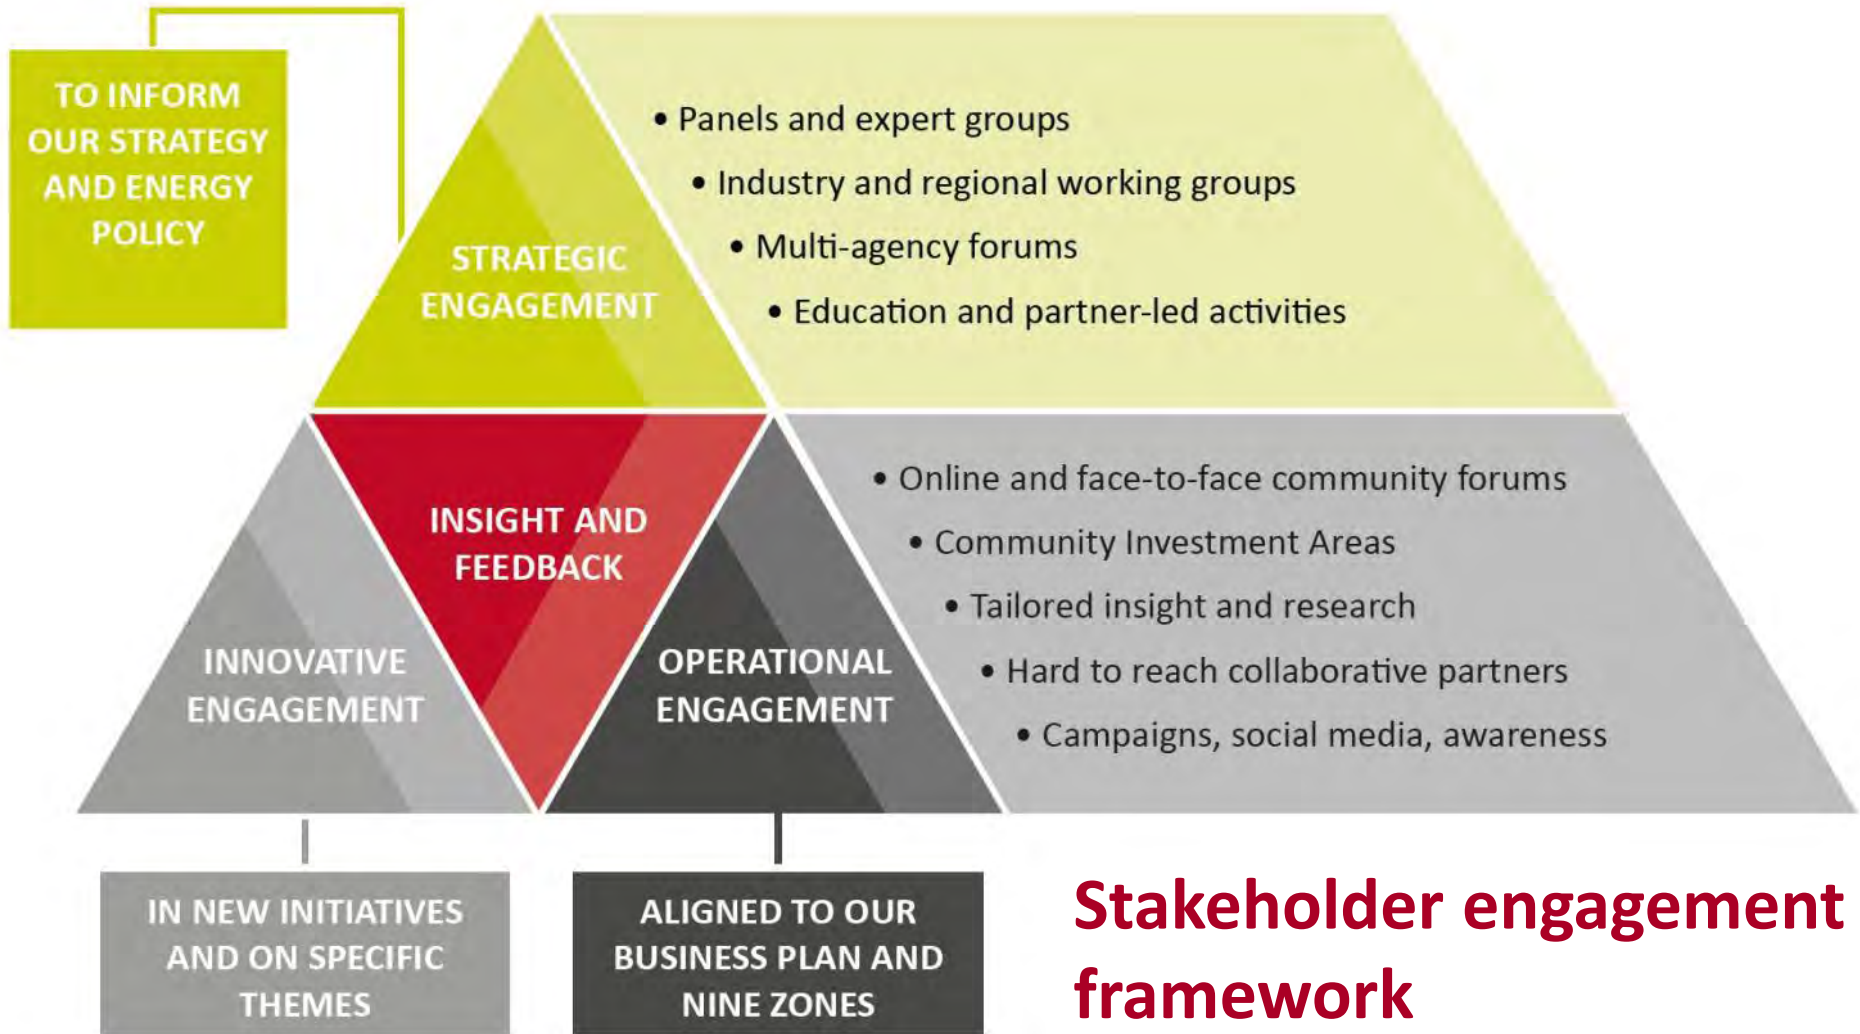 TO INFORM
OUR STRATEGY
AND ENERGY
POLICY
STRATEGIC
ENGAGEMENT
• Panels and expert groups
• Industry and regional working groups
• Multi-agency forums
• Education and partner-led activities
INSIGHT AND
FEEDBACK
INNOVATIVE
ENGAGEMENT
OPERATIONAL
ENGAGEMENT
• Online and face-to-face community forums
• Community Investment Areas
• Tailored insight and research
• Hard to reach collaborative partners
• Campaigns, social media, awareness
IN NEW INITIATIVES
AND ON SPECIFIC
THEMES
ALIGNED TO OUR
BUSINESS PLAN AND
NINE ZONES
Stakeholder engagement
framework